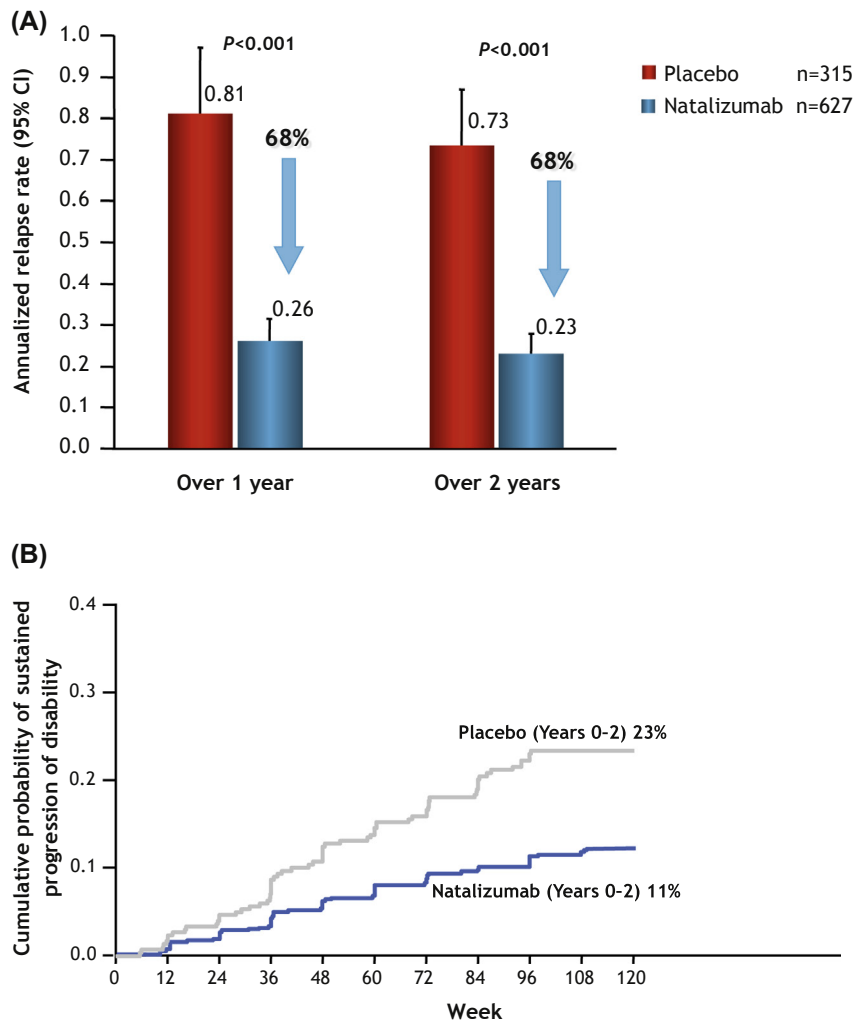 (A)
Annualized relapse rate (95% CI)
1.0
0.9
0.8
0.7
0.6
0.5
0.4
0.3
0.2
0.1
0.0
P<0.001
P<0.001
0.81
0.73
68%
68%
0.26
0.23
Over 1 year
Over 2 years
Placebo n=315
Natalizumab n=627
(B)
Cumulative probability of sustained
progression of disability
0.4
0.3
0.2
0.1
0.0
Placebo (Years 0-2) 23%
Natalizumab (Years 0-2) 11%
0 12 24 36 48 60 72 84 96 108 120
Week